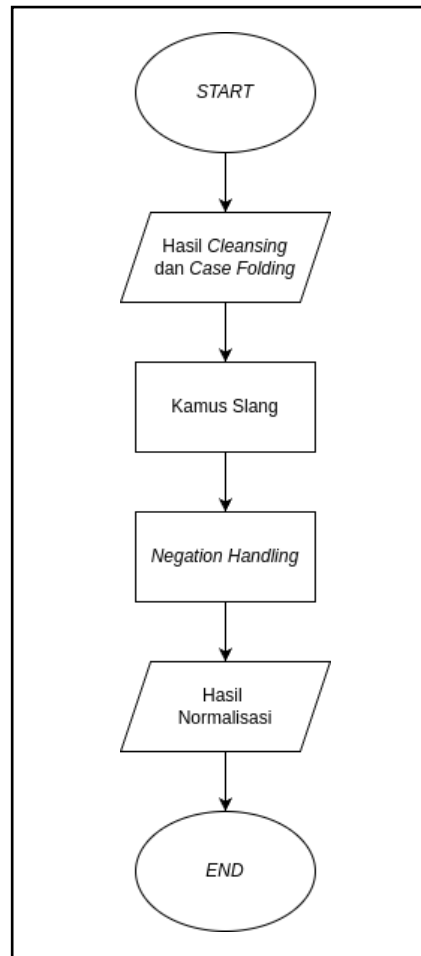 START
Hasil Cleansing
dan Case Folding
Kamus Slang
Negation Handling
Hasil
Normalisasi
END